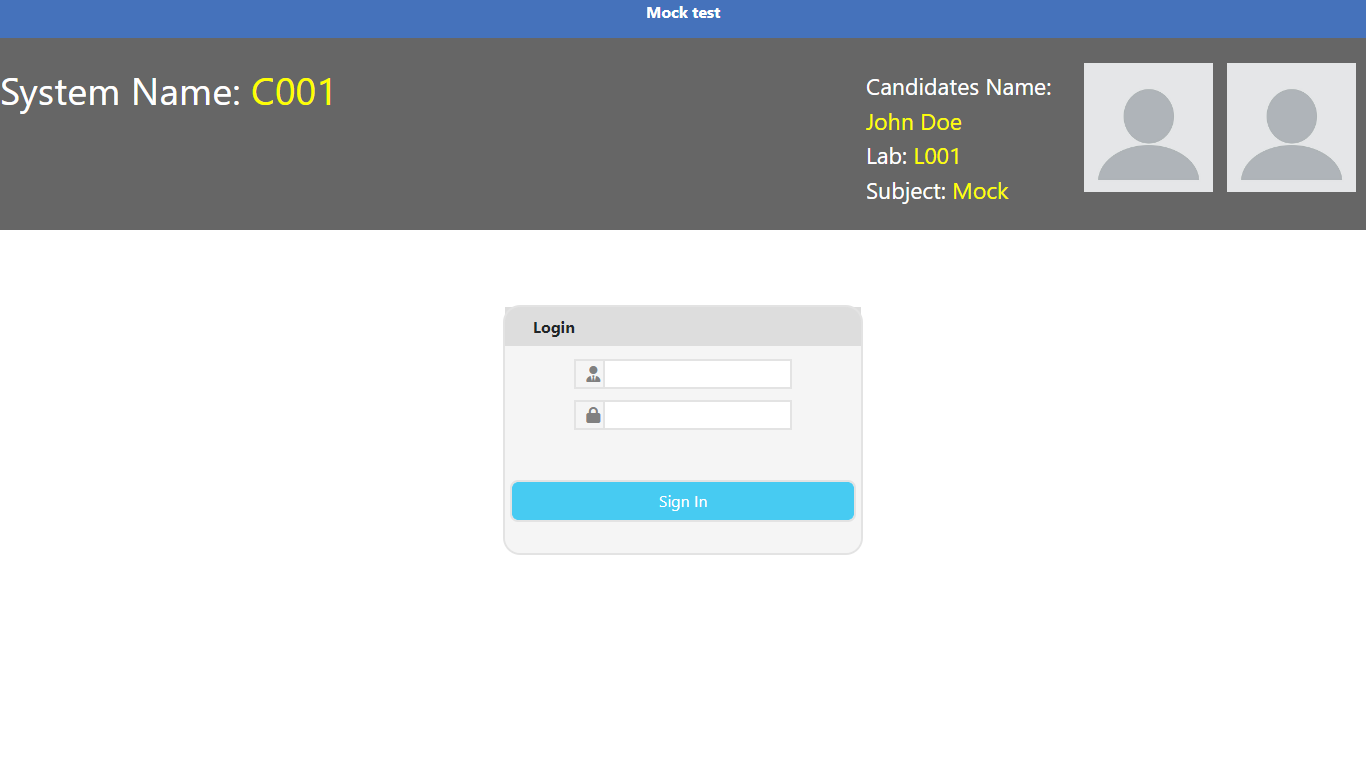 Mock test
System Name: C001
Candidates Name:
John Doe
Lab: L001
Subject: Mock
Login
Sign In